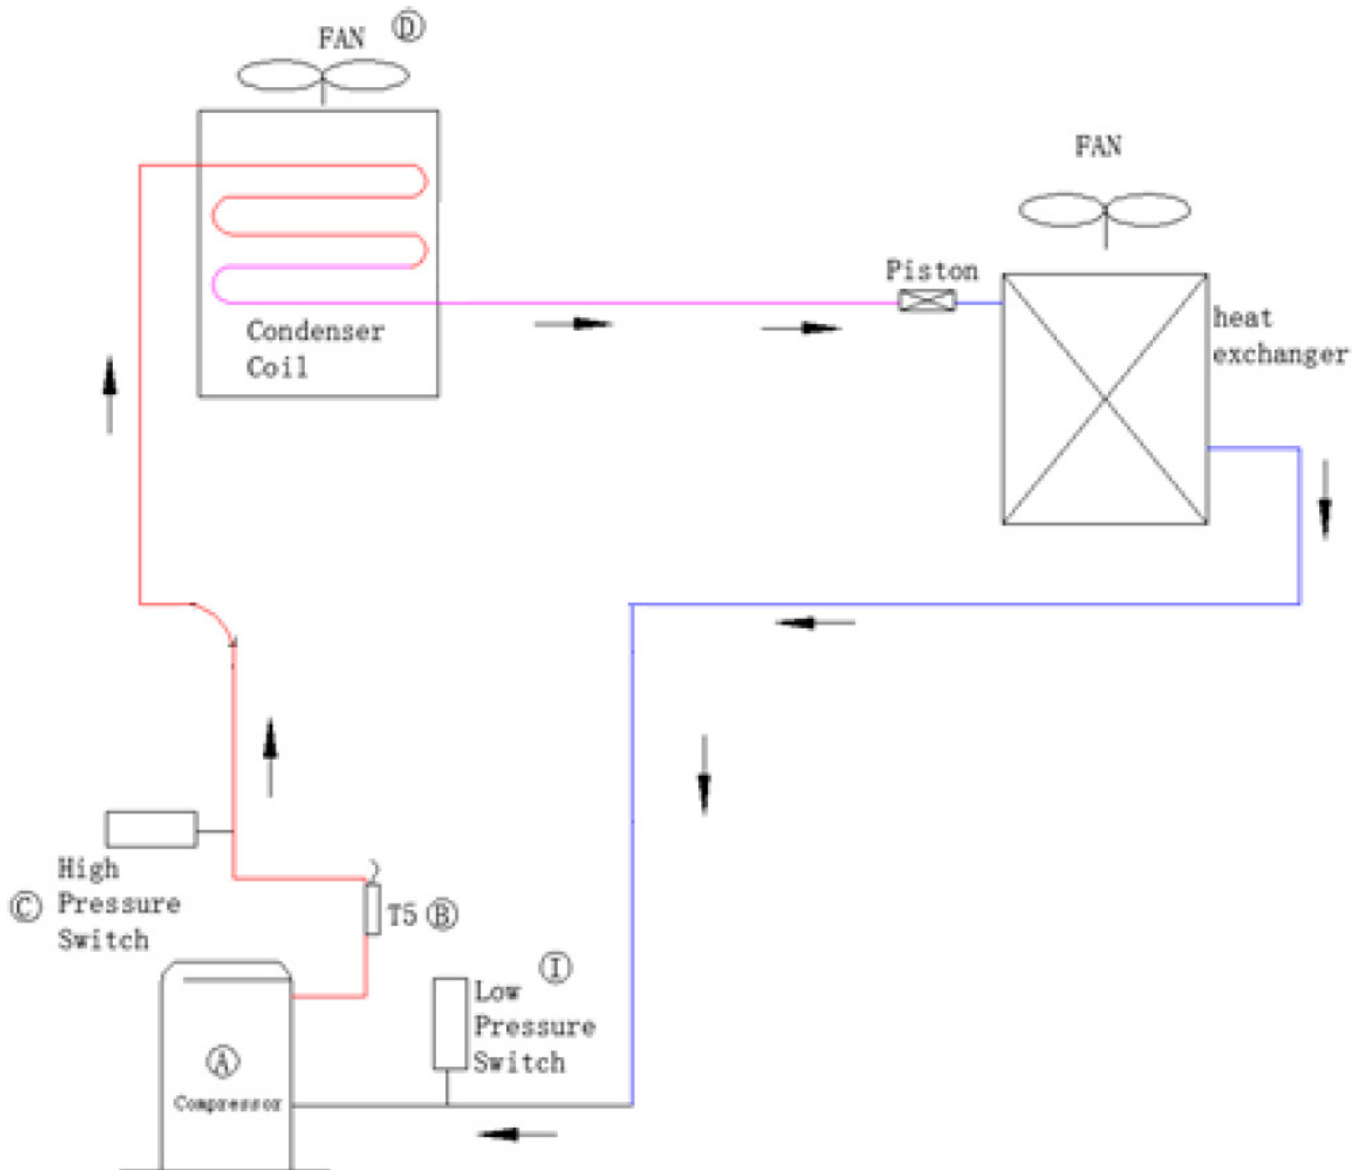 FAN Ⓓ
FAN
Piston
heat
exchanger
Condenser
Coil
High
Ⓒ Pressure
Switch
T5 Ⓑ
Ⓘ
Low
Pressure
Switch
Ⓐ
Compressor